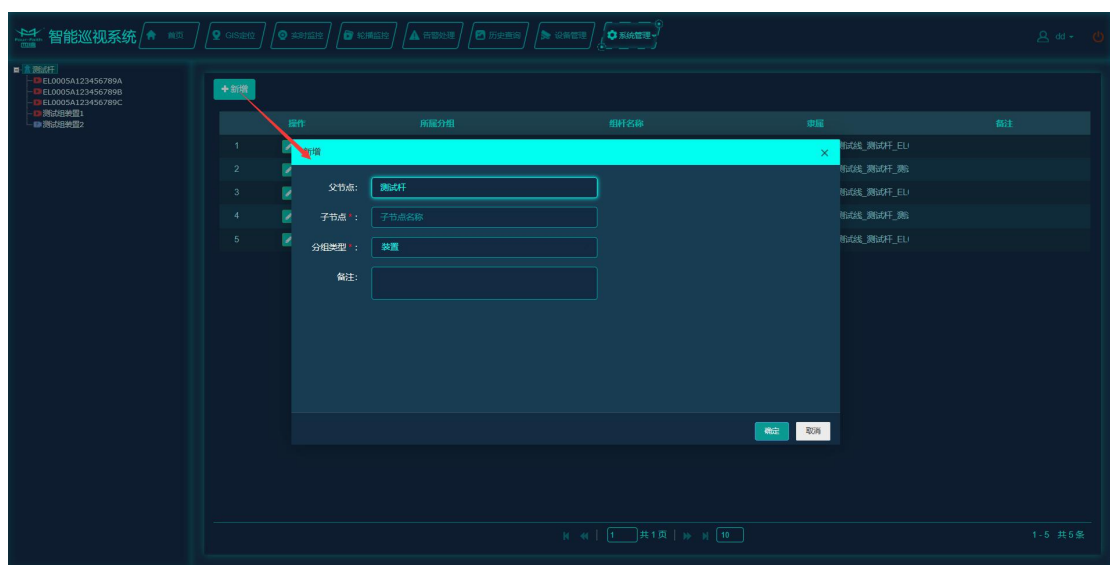 智能巡视系统 首页 GIS定位 实时监控 轮播监控 告警处理 历史查询 设备管理 系统管理 dd
测试杆
EL0005A123456789A
EL0005A123456789B
EL0005A123456789C
测试组装置1
测试组装置2
+新增
操作 所属分组 组杆名称 隶属 备注
1 测试线_测试杆_EL
2 测试线_测试杆_测
3 测试线_测试杆_EL
4 测试线_测试杆_测
5 测试线_测试杆_EL
新增 ×
父节点: 测试杆
子节点*: 子节点名称
分组类型*: 装置
备注:
确定 取消
1 共1页 10 1-5 共5条